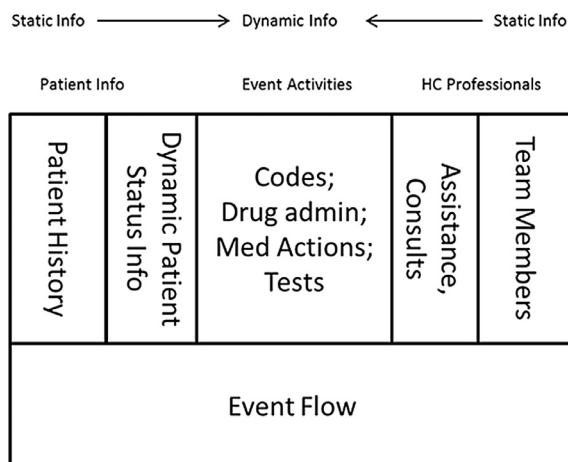 Static Info
Dynamic Info
Static Info
Patient Info
Event Activities
HC Professionals
Patient History
Dynamic Patient
Status Info
Codes;
Drug admin;
Med Actions;
Tests
Assistance,
Consults
Team Members
Event Flow